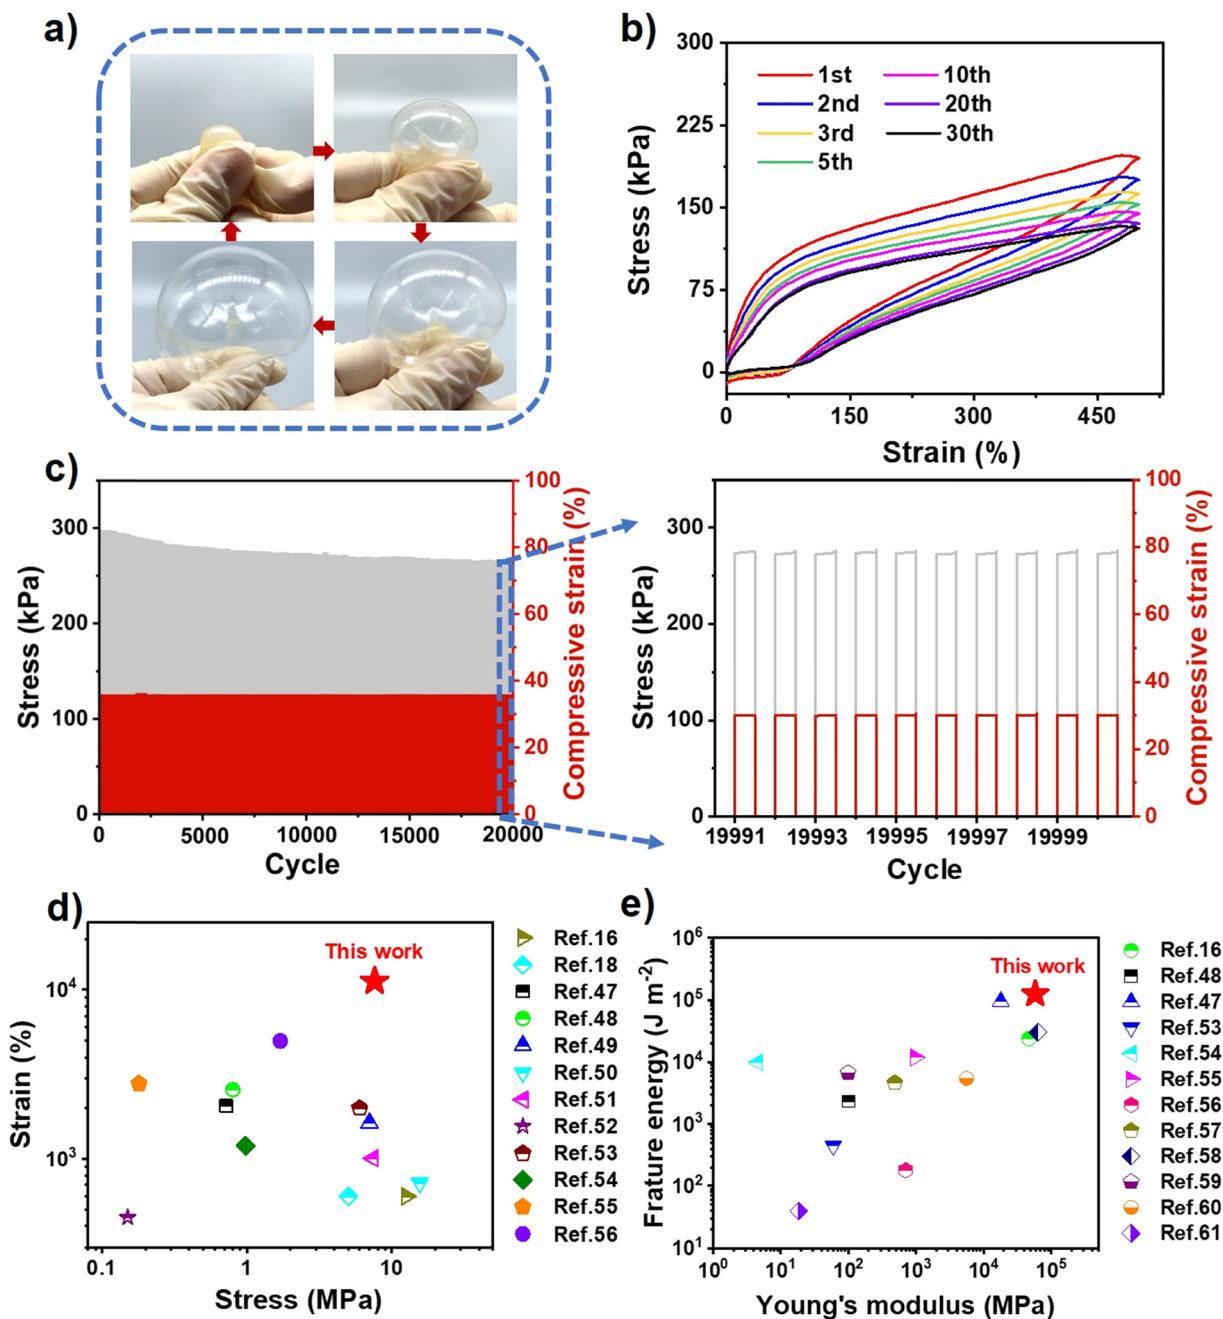 a)
b)
300
225
150
75
0
Stress (kPa)
1st
2nd
3rd
5th
10th
20th
30th
0
150
300
450
Strain (%)
c)
300
200
100
0
Stress (kPa)
100
80
60
40
20
0
Compressive strain (%)
0
5000
10000
15000
20000
Cycle
300
200
100
0
Stress (kPa)
100
80
60
40
20
0
Compressive strain (%)
19991
19993
19995
19997
19999
Cycle
d)
10⁴
10³
Strain (%)
This work
0.1
1
10
Stress (MPa)
Ref.16
Ref.18
Ref.47
Ref.48
Ref.49
Ref.50
Ref.51
Ref.52
Ref.53
Ref.54
Ref.55
Ref.56
e)
10⁶
10⁵
10⁴
10³
10²
10¹
Frature energy (J m⁻²)
This work
10⁰
10¹
10²
10³
10⁴
10⁵
Young's modulus (MPa)
Ref.16
Ref.48
Ref.47
Ref.53
Ref.54
Ref.55
Ref.56
Ref.57
Ref.58
Ref.59
Ref.60
Ref.61